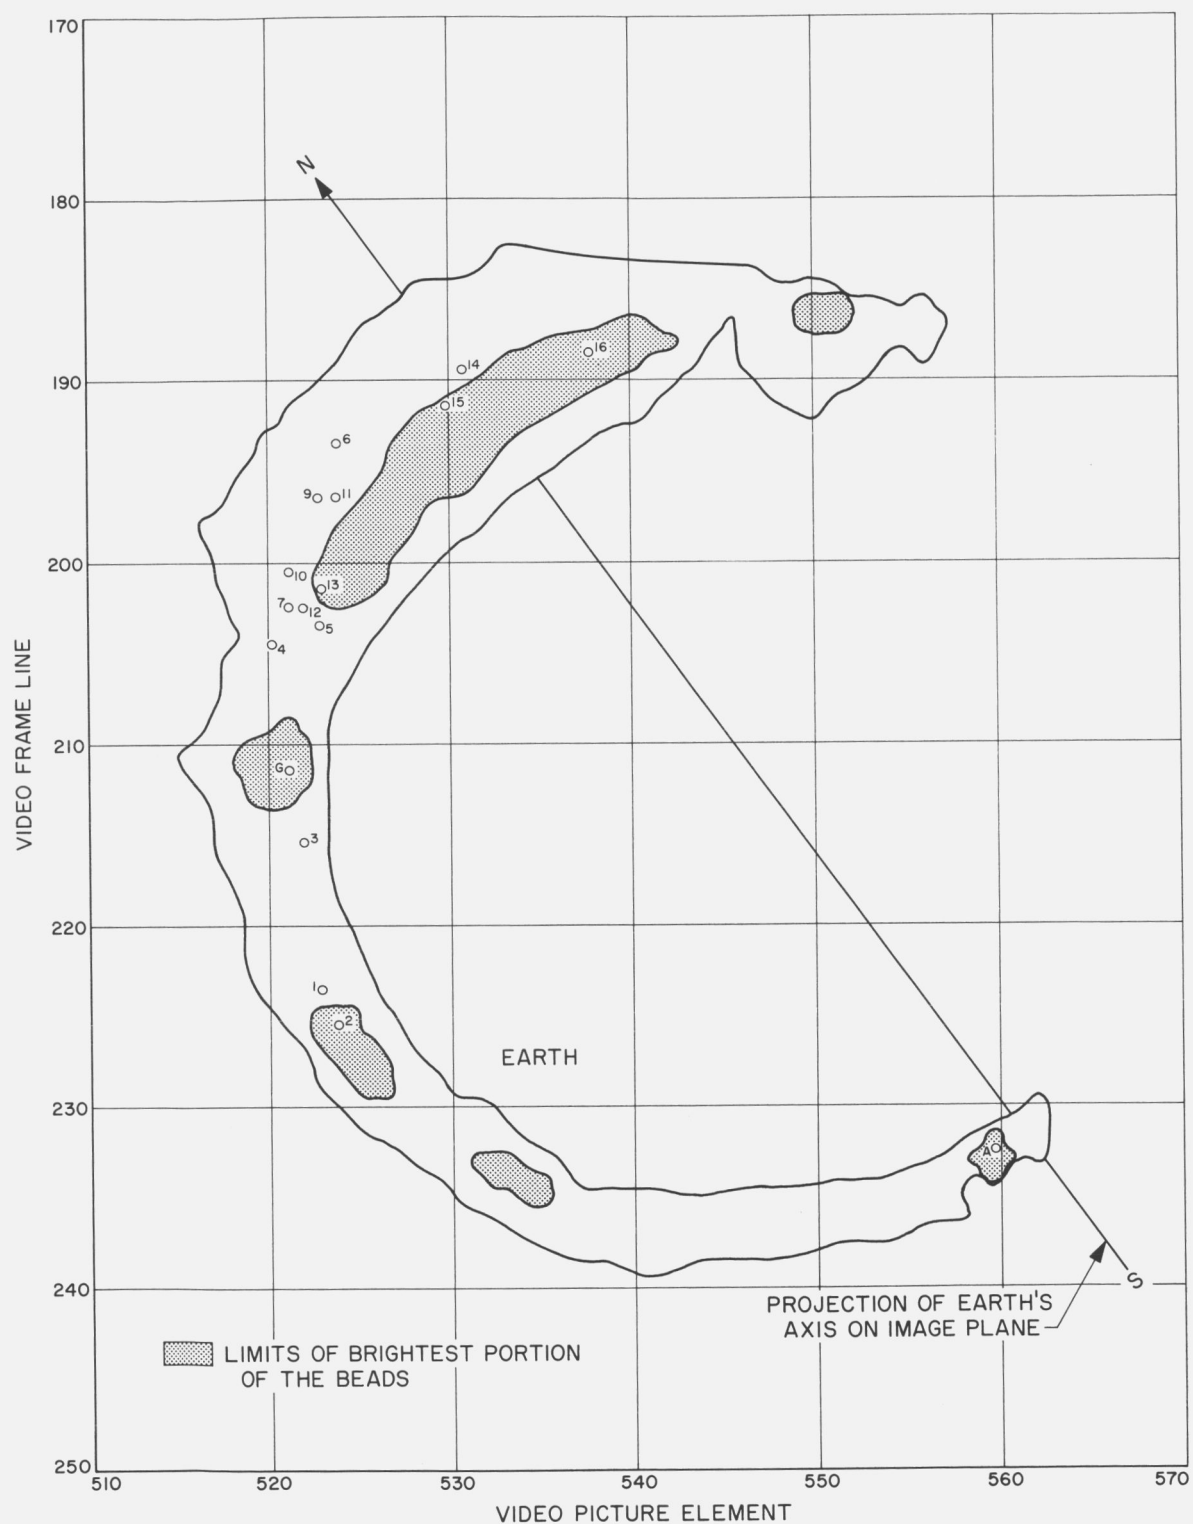 170
N
180
14
16
190
15
6
9
11
200
10
13
7
12
5
4
VIDEO FRAME LINE
210
G
3
220
1
2
EARTH
230
A
S
240
PROJECTION OF EARTH'S
AXIS ON IMAGE PLANE
LIMITS OF BRIGHTEST PORTION
OF THE BEADS
250
510 520 530 540 550 560 570
VIDEO PICTURE ELEMENT